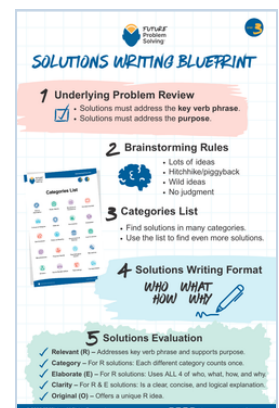 FUTURE
Problem
Solving
3
SOLUTIONS WRITING BLUEPRINT
1 Underlying Problem Review
• Solutions must address the key verb phrase.
• Solutions must address the purpose.
2 Brainstorming Rules
• Lots of ideas
• Hitchhike/piggyback
• Wild ideas
• No judgment
Categories List
3 Categories List
• Find solutions in many categories.
• Use the list to find even more solutions.
4 Solutions Writing Format
WHO WHAT
HOW WHY
5 Solutions Evaluation
Relevant (R) – Addresses key verb phrase and supports purpose.
Category – For R solutions: Each different category counts once.
Elaborate (E) – For R solutions: Uses ALL 4 of who, what, how, and why.
Clarity – For R & E solutions: Is a clear, concise, and logical explanation.
Original (O) – Offers a unique R idea.